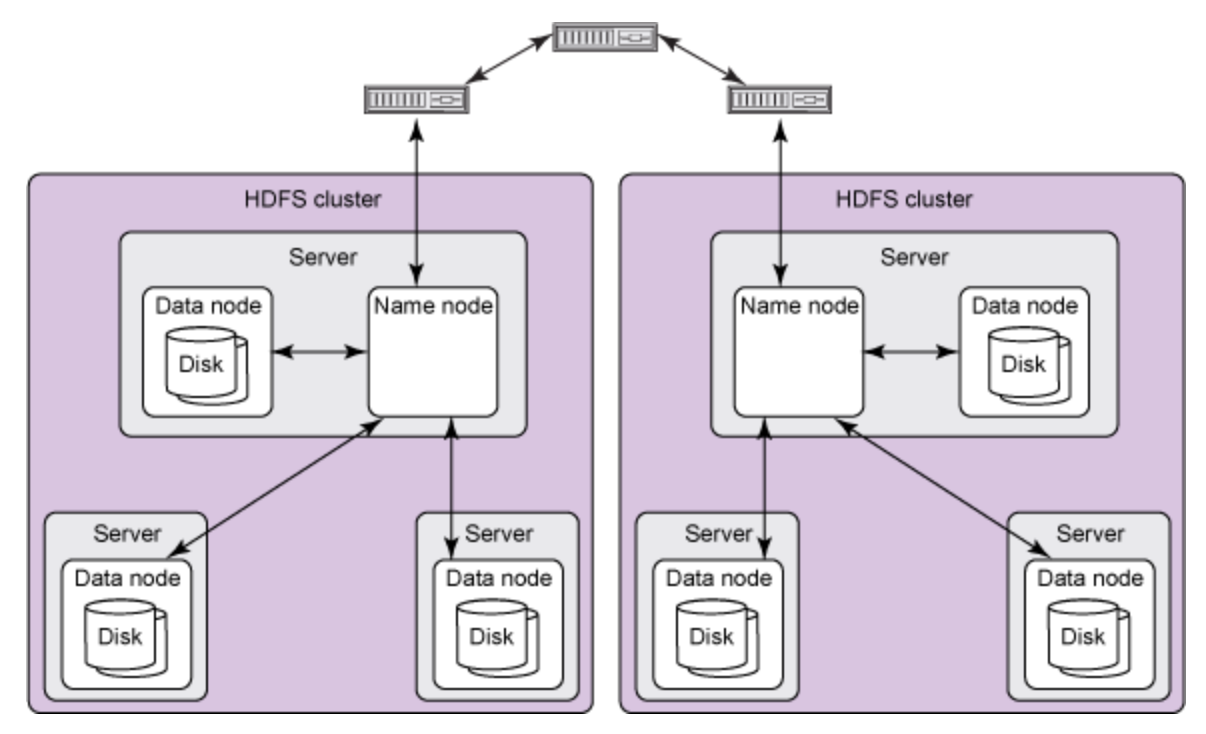 HDFS cluster
HDFS cluster
Server
Server
Data node
Name node
Name node
Data node
Disk
Disk
Server
Server
Server
Server
Data node
Data node
Data node
Data node
Disk
Disk
Disk
Disk